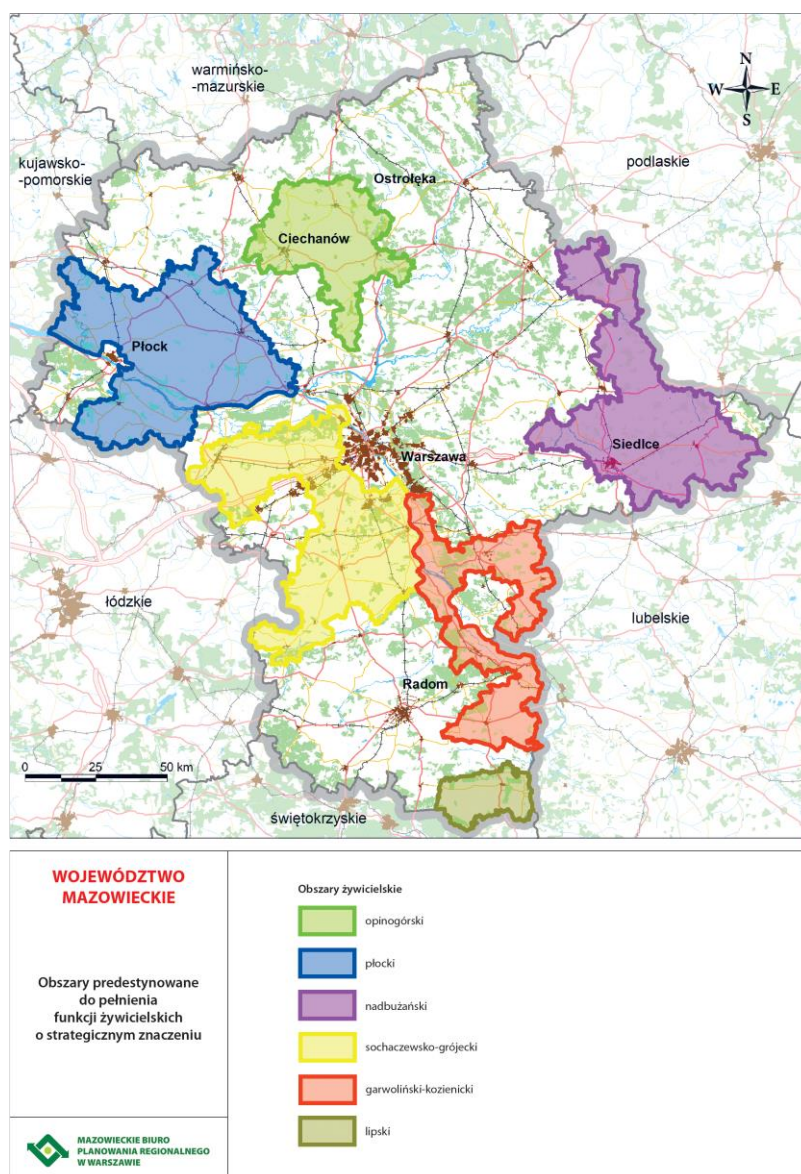 warmińsko-
-mazurskie
N
W E
S
kujawsko-
-pomorskie
podlaskie
Ostrołęka
Ciechanów
Płock
Siedlce
Warszawa
łódzkie
lubelskie
Radom
0 25 50 km
świętokrzyskie
WOJEWÓDZTWO
MAZOWIECKIE
Obszary predestynowane
do pełnienia
funkcji żywicielskich
o strategicznym znaczeniu
MAZOWIECKIE BIURO
PLANOWANIA REGIONALNEGO
W WARSZAWIE
Obszary żywicielskie
opinogórski
płocki
nadbużański
sochaczewsko-grójecki
garwoliński-kozienicki
lipski